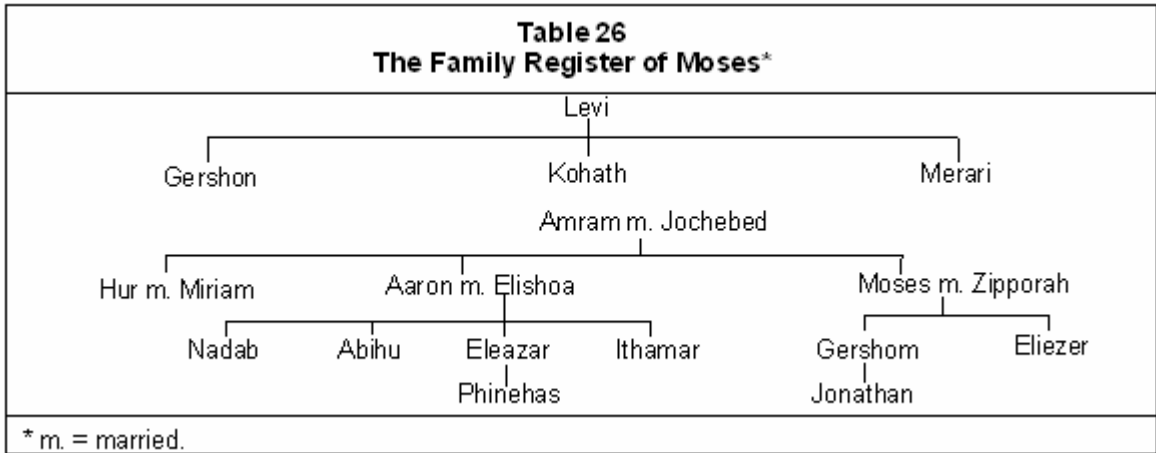 Table 26
The Family Register of Moses*
Levi
Gershon Kohath Merari
Amram m. Jochebed
Hur m. Miriam Aaron m. Elishoa Moses m. Zipporah
Nadab Abihu Eleazar Ithamar Gershom Eliezer
Phinehas Jonathan
* m. = married.